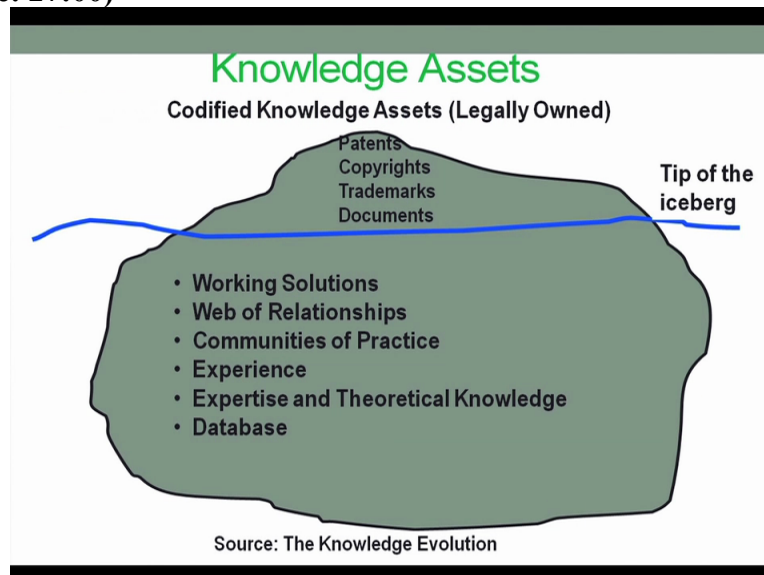 Knowledge Assets
Codified Knowledge Assets (Legally Owned)
Patents
Copyrights
Trademarks
Documents
Tip of the
iceberg
• Working Solutions
• Web of Relationships
• Communities of Practice
• Experience
• Expertise and Theoretical Knowledge
• Database
Source: The Knowledge Evolution